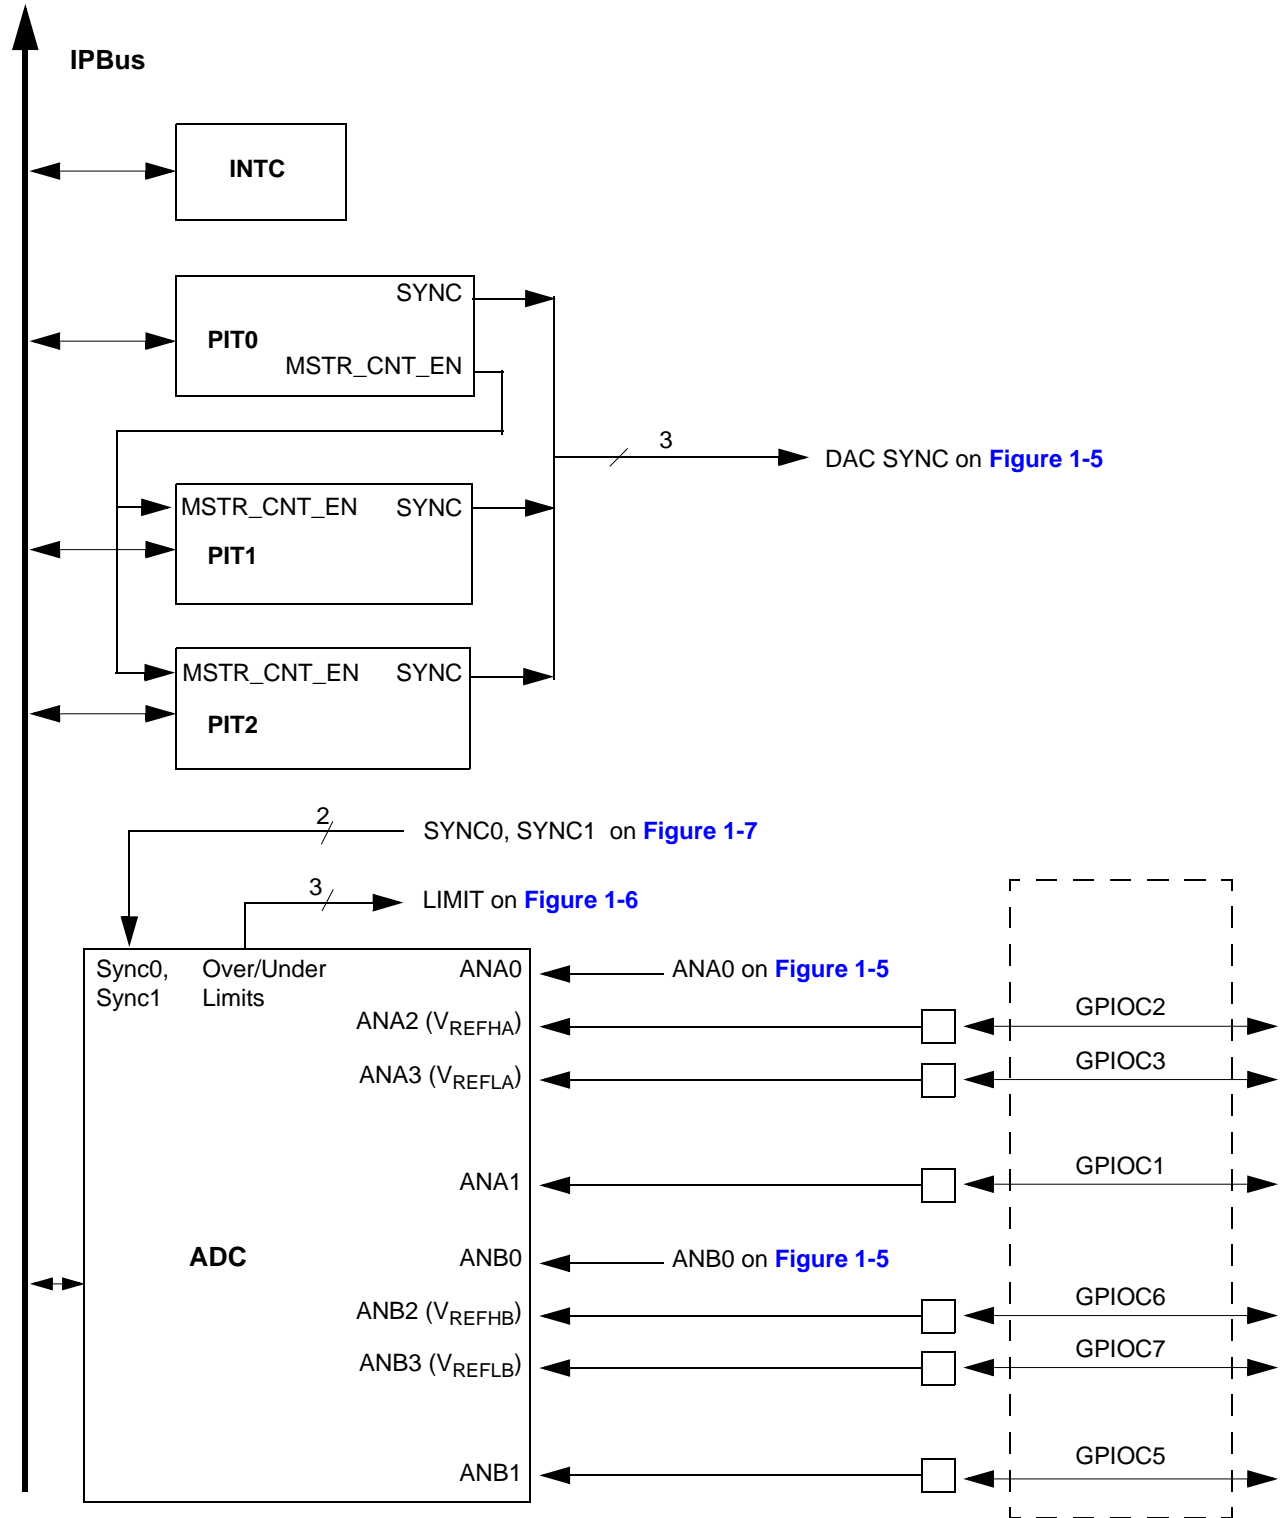 IPBus
INTC
SYNC
PIT0
MSTR_CNT_EN
3
DAC SYNC on Figure 1-5
MSTR_CNT_EN SYNC
PIT1
MSTR_CNT_EN SYNC
PIT2
2
SYNC0, SYNC1 on Figure 1-7
3
LIMIT on Figure 1-6
Sync0,
Sync1
Over/Under
Limits
ANA0
ANA0 on Figure 1-5
ANA2 (VREFHA)
GPIOC2
ANA3 (VREFLA)
GPIOC3
ANA1
GPIOC1
ADC
ANB0
ANB0 on Figure 1-5
ANB2 (VREFHB)
GPIOC6
ANB3 (VREFLB)
GPIOC7
ANB1
GPIOC5